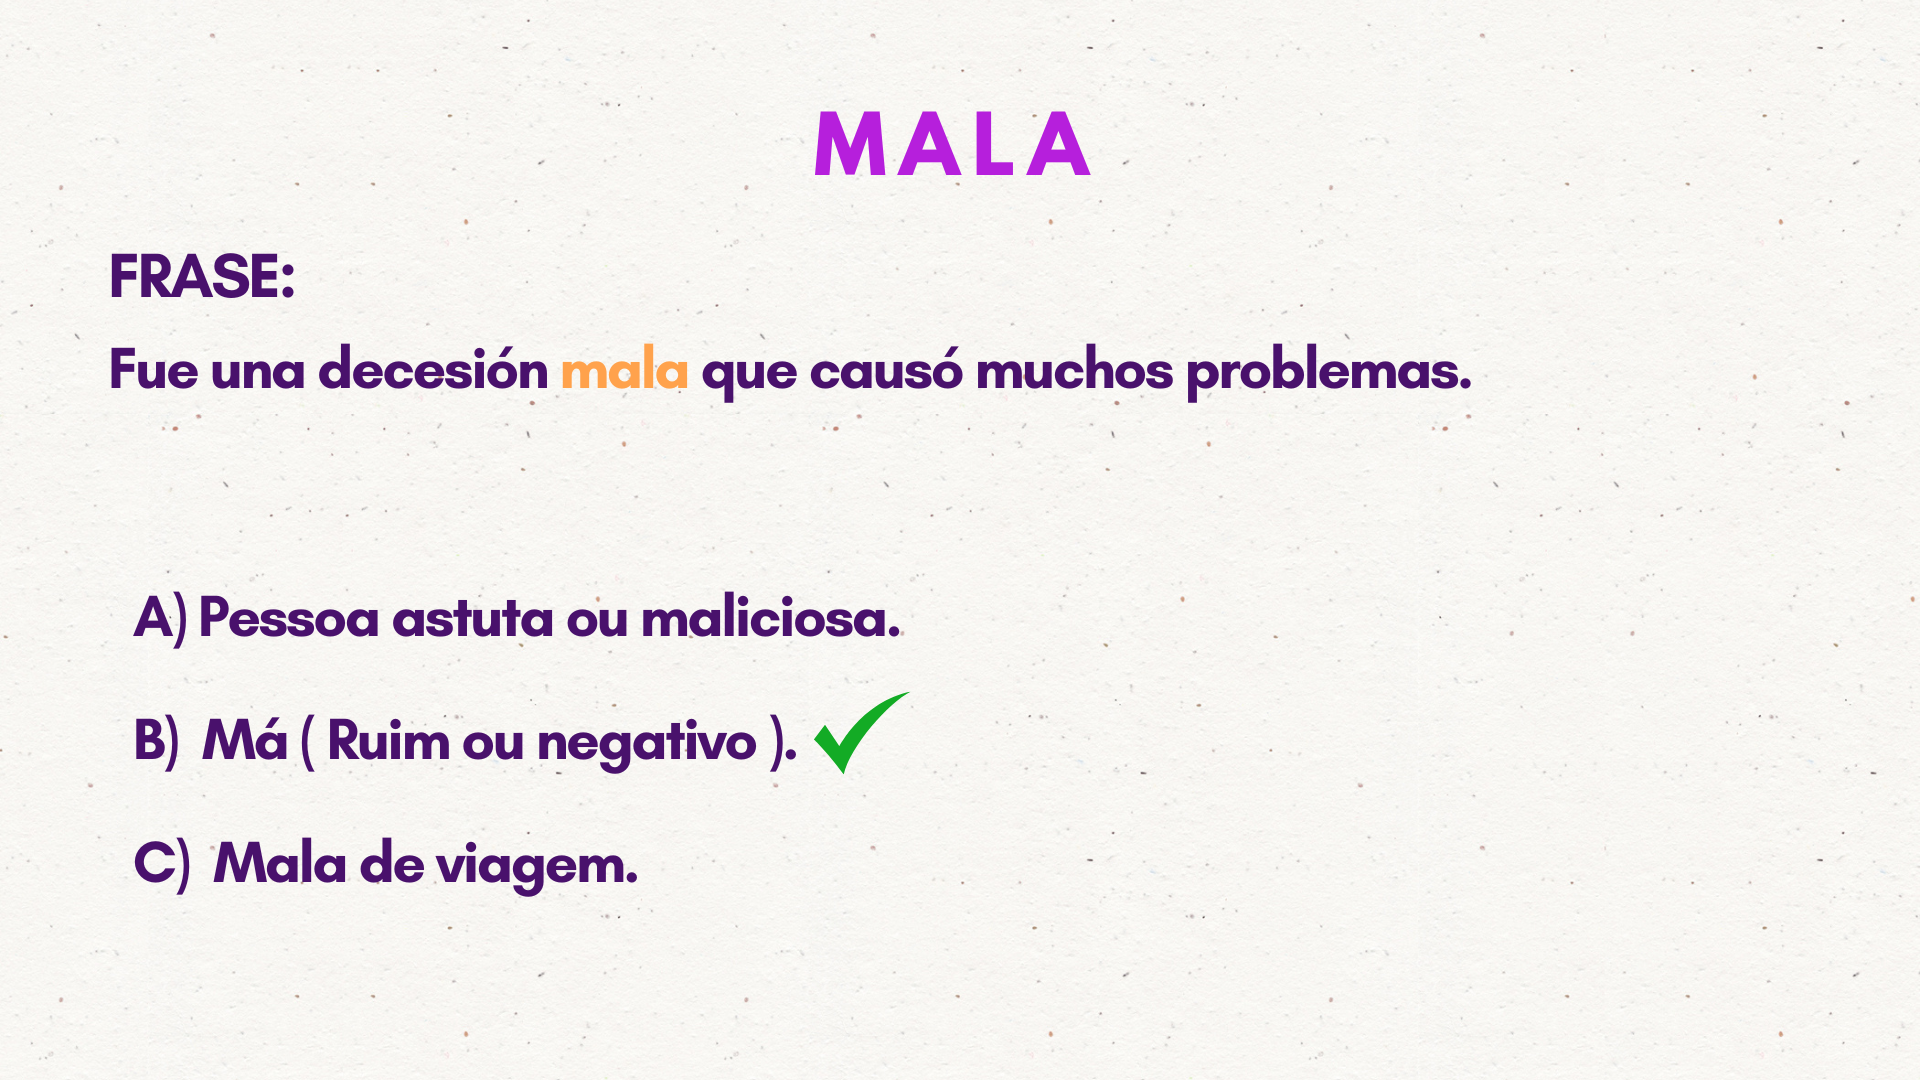 MALA
FRASE:
Fue una decesión mala que causó muchos problemas.
A) Pessoa astuta ou maliciosa.
B) Má ( Ruim ou negativo ).
C) Mala de viagem.